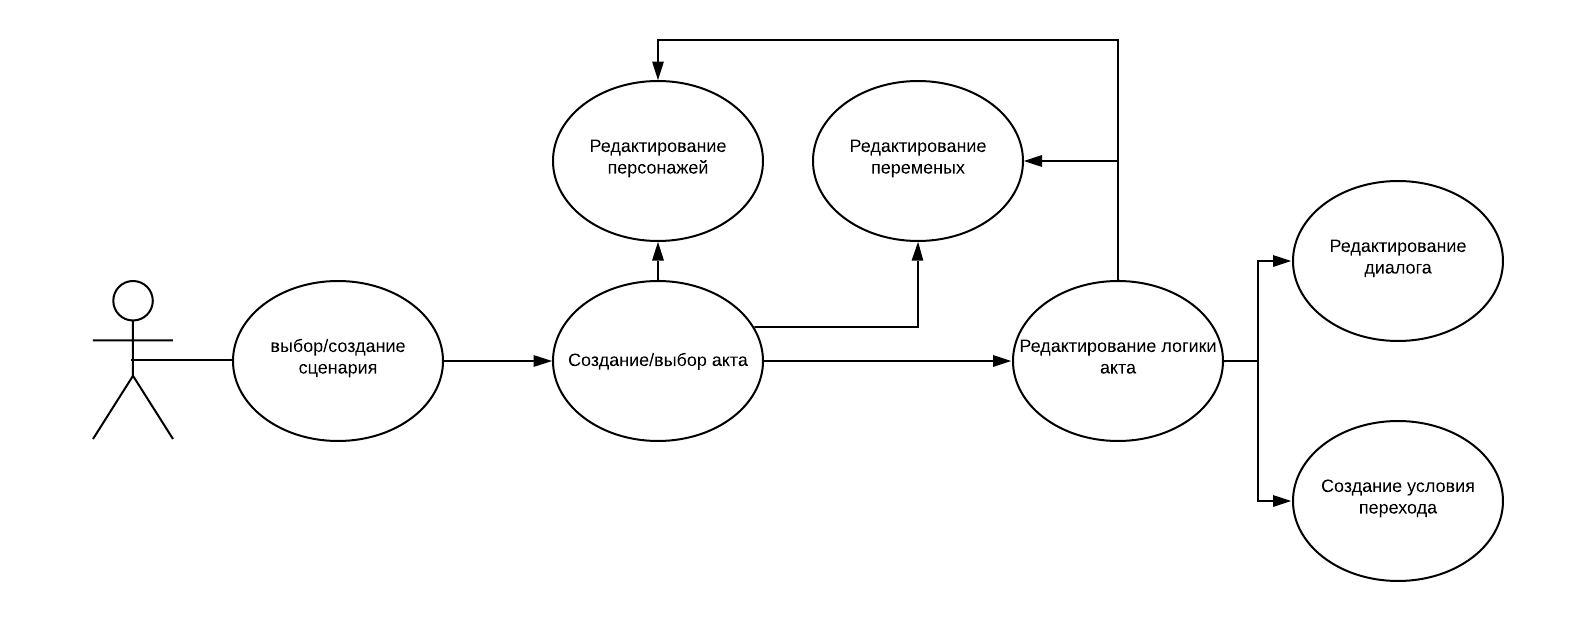 Редактирование
персонажей
Редактирование
переменых
Редактирование
диалога
выбор/создание
сценария
Создание/выбор акта
Редактирование логики
акта
Создание условия
перехода